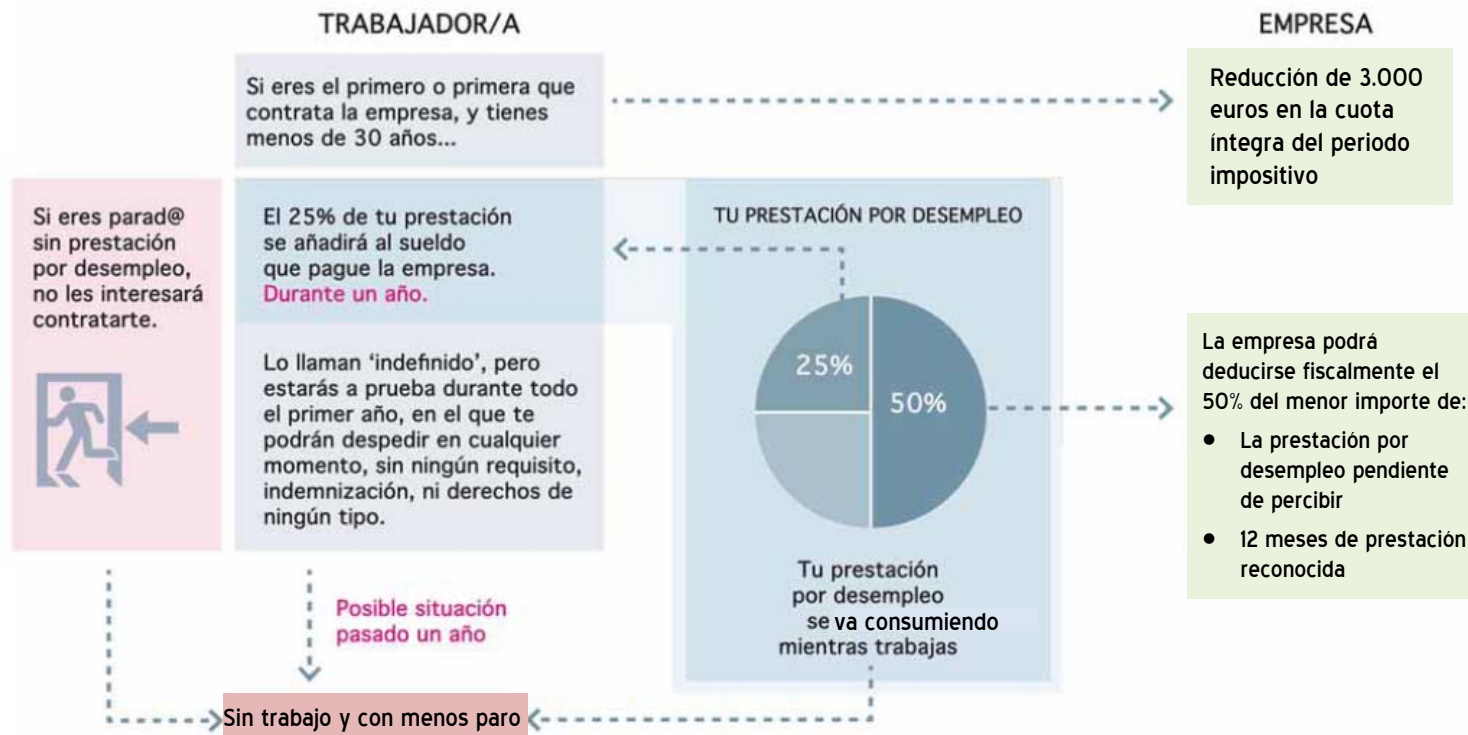 TRABAJADOR/A
EMPRESA
Si eres el primero o primera que
contrata la empresa, y tienes
menos de 30 años...
Reducción de 3.000
euros en la cuota
íntegra del periodo
impositivo
Si eres parad@
sin prestación
por desempleo,
no les interesará
contratarte.
El 25% de tu prestación
se añadirá al sueldo
que pague la empresa.
Durante un año.
Lo llaman ‘indefinido’, pero
estarás a prueba durante todo
el primer año, en el que te
podrán despedir en cualquier
momento, sin ningún requisito,
indemnización, ni derechos de
ningún tipo.
TU PRESTACIÓN POR DESEMPLEO
25%
50%
Tu prestación
por desempleo
se va consumiendo
mientras trabajas
La empresa podrá
deducirse fiscalmente el
50% del menor importe de:
• La prestación por
desempleo pendiente
de percibir
• 12 meses de prestación
reconocida
Posible situación
pasado un año
Sin trabajo y con menos paro